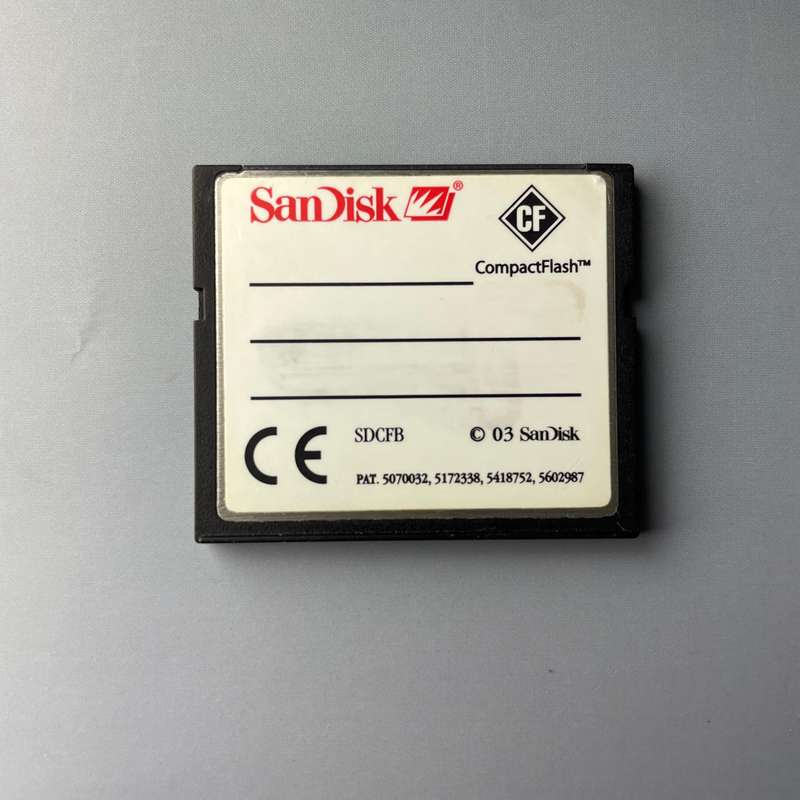 SanDisk ®
CF
CompactFlash™
CE
SDCFB © 03 SanDisk
PAT. 5070032, 5172338, 5418752, 5602987